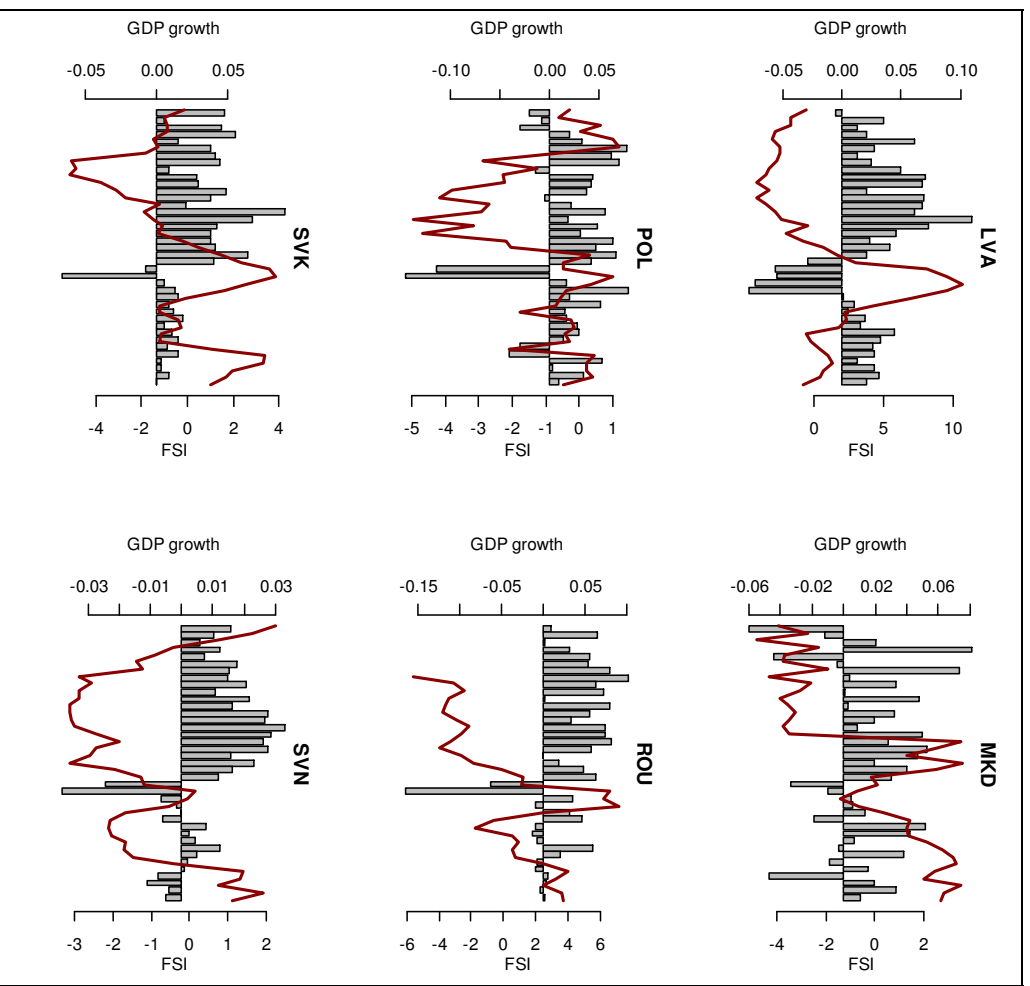 GDP growth
-0.05 0.00 0.05
SVK
-4 -2 0 2 4
FSI
GDP growth
-0.10 0.00 0.05
POL
-5 -4 -3 -2 -1 0 1
FSI
GDP growth
-0.05 0.00 0.05 0.10
LVA
0 5 10
FSI
GDP growth
-0.03 -0.01 0.01 0.03
SVN
-3 -2 -1 0 1 2
FSI
GDP growth
-0.15 -0.05 0.05
ROU
-6 -4 -2 0 2 4 6
FSI
GDP growth
-0.06 -0.02 0.02 0.06
MKD
-4 -2 0 2
FSI